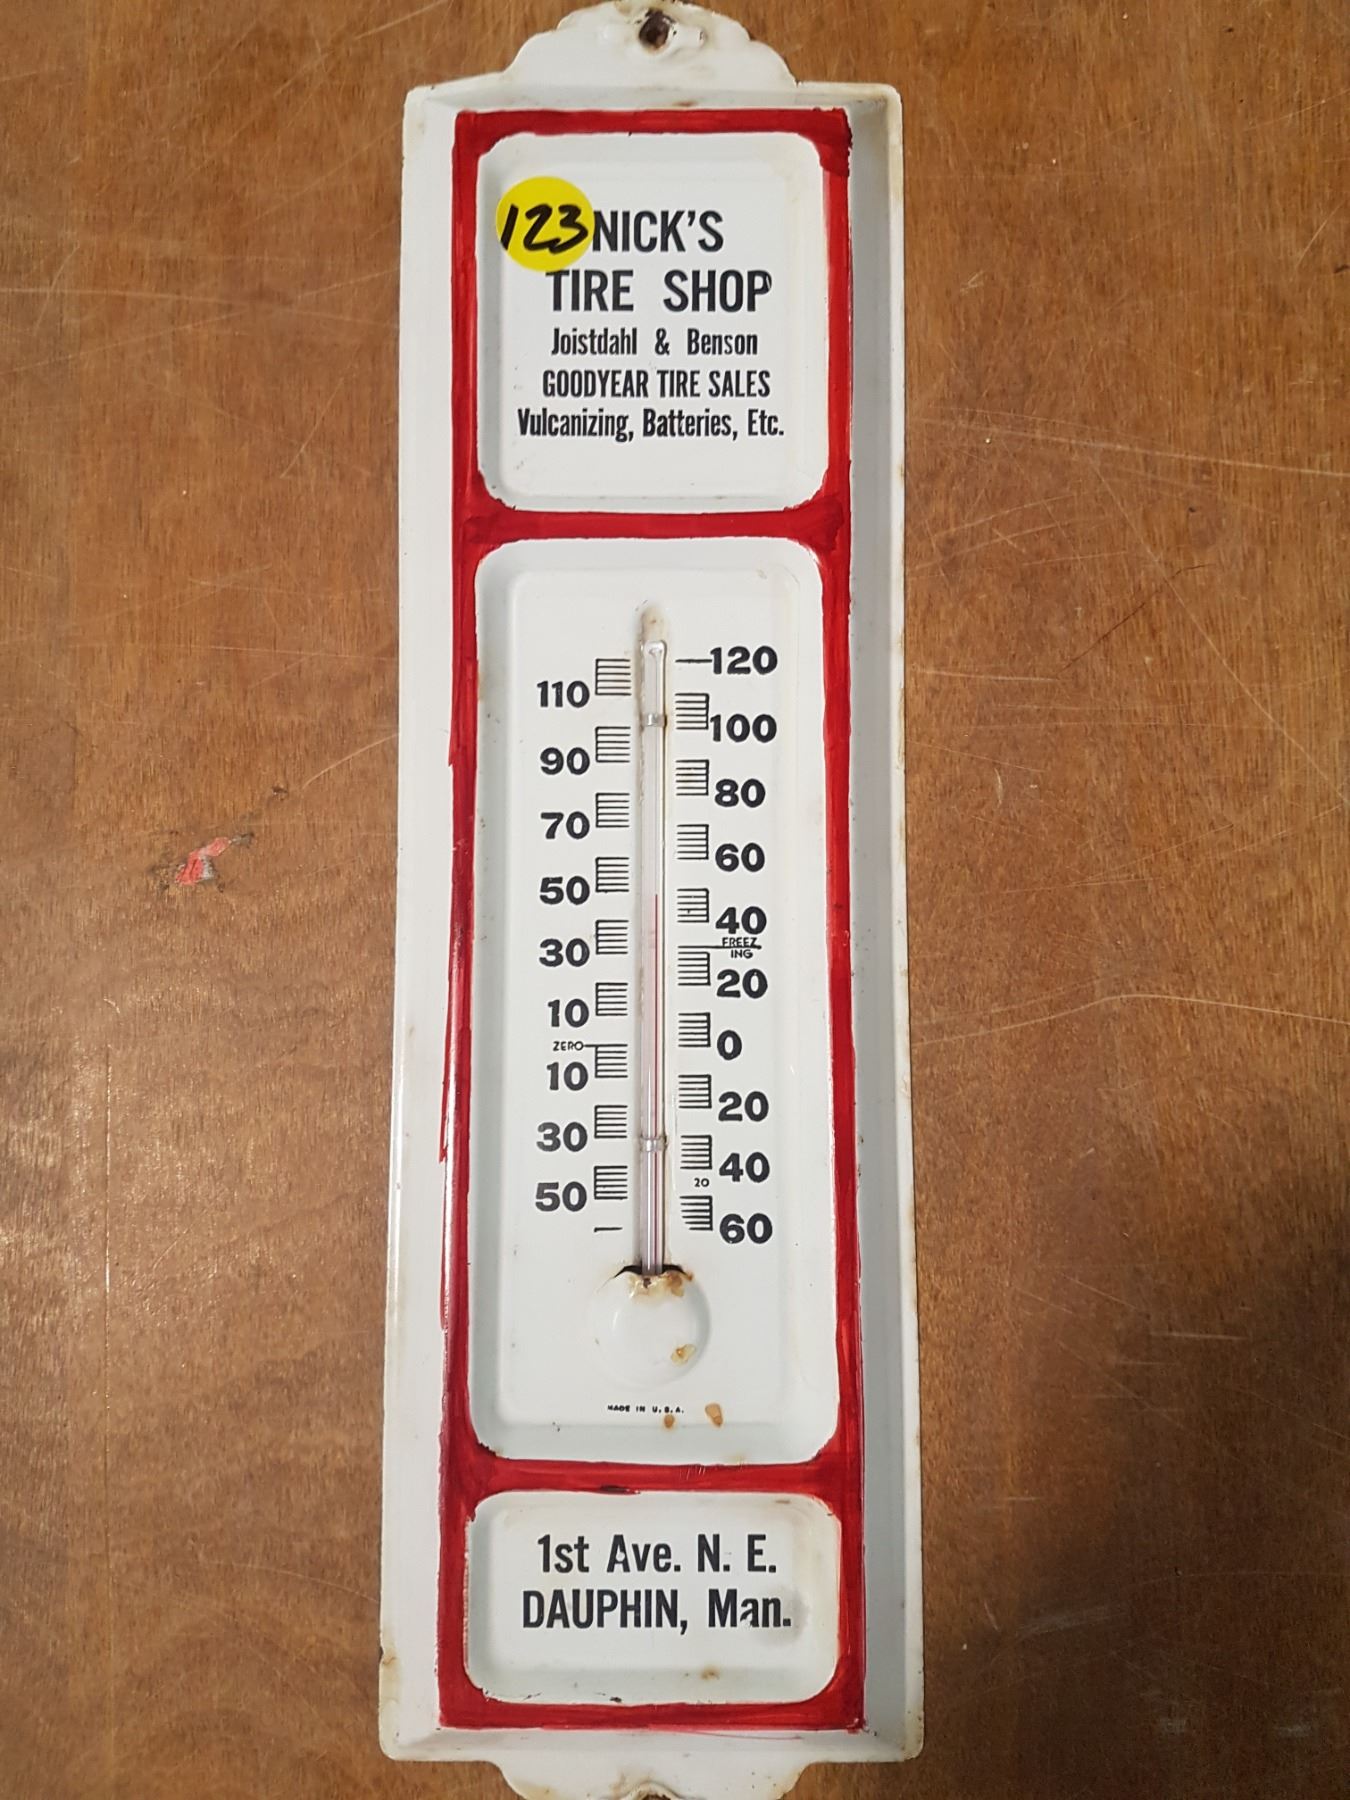 123 NICK'S
TIRE SHOP
Joistdahl & Benson
GOODYEAR TIRE SALES
Vulcanizing, Batteries, Etc.
120
110
100
90
80
70
60
50
40
FREEZ
ING
30
20
10
ZERO
0
10
20
30
40
20
50
60
MADE IN U.S.A.
1st Ave. N. E.
DAUPHIN, Man.